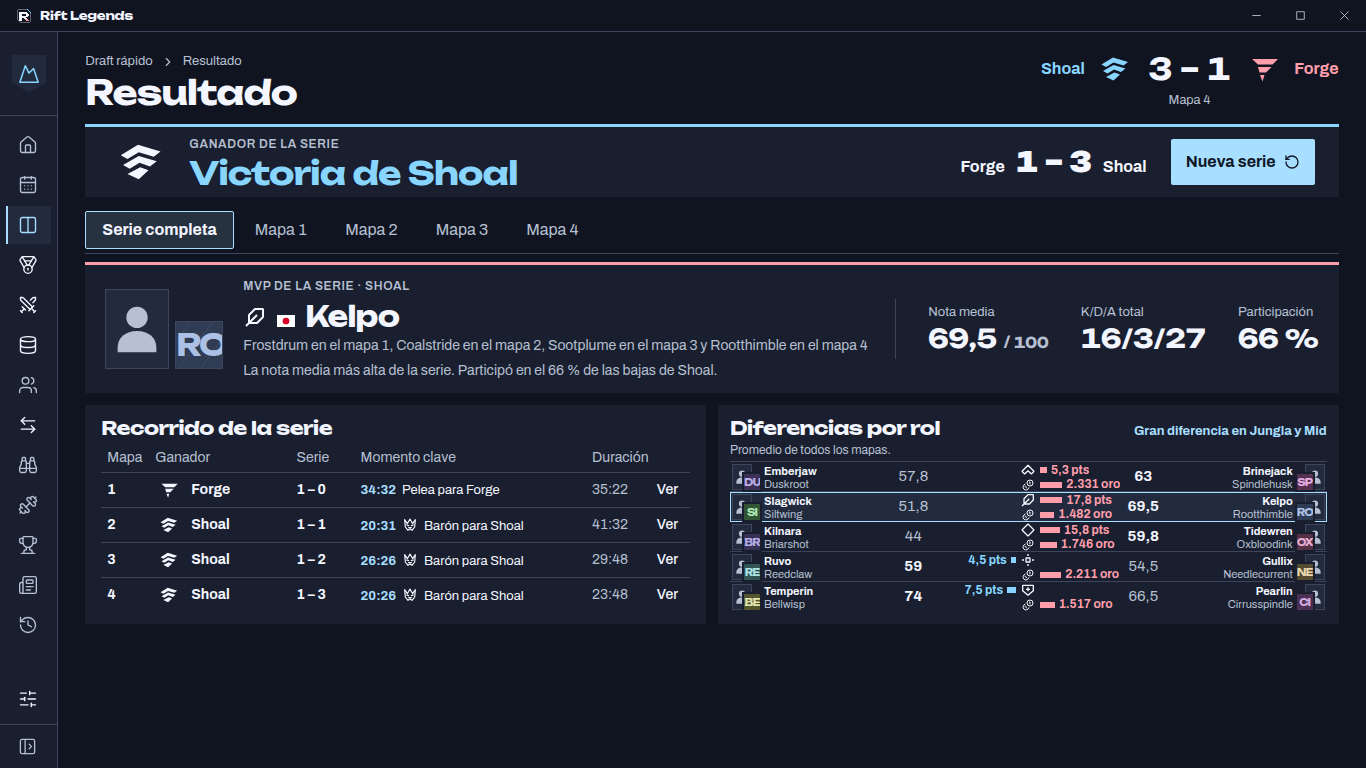 Rift Legends
Draft rápido > Resultado
Resultado
Shoal 3 – 1 Forge
Mapa 4
GANADOR DE LA SERIE
Victoria de Shoal
Forge 1 – 3 Shoal
Nueva serie
Serie completa Mapa 1 Mapa 2 Mapa 3 Mapa 4
MVP DE LA SERIE · SHOAL
RO
Kelpo
Frostdrum en el mapa 1, Coalstride en el mapa 2, Sootplume en el mapa 3 y Rootthimble en el mapa 4
La nota media más alta de la serie. Participó en el 66 % de las bajas de Shoal.
Nota media K/D/A total Participación
69,5 / 100 16/3/27 66 %
Recorrido de la serie
Mapa Ganador Serie Momento clave Duración
1 Forge 1 – 0 34:32 Pelea para Forge 35:22 Ver
2 Shoal 1 – 1 20:31 Barón para Shoal 41:32 Ver
3 Shoal 1 – 2 26:26 Barón para Shoal 29:48 Ver
4 Shoal 1 – 3 20:26 Barón para Shoal 23:48 Ver
Diferencias por rol
Gran diferencia en Jungla y Mid
Promedio de todos los mapas.
Emberjaw 5,3 pts Brinejack
DU Duskroot 57,8 2.331 oro 63 Spindlehusk SP
Slagwick 17,8 pts Kelpo
SI Siltwing 51,8 1.482 oro 69,5 Rootthimble RO
Kilnara 15,8 pts Tidewren
BR Briarshot 44 1.746 oro 59,8 Oxbloodink OX
Ruvo 4,5 pts Gullix
RE Reedclaw 59 2.211 oro 54,5 Needlecurrent NE
Temperin 7,5 pts Pearlin
BE Bellwisp 74 1.517 oro 66,5 Cirruspindle CI